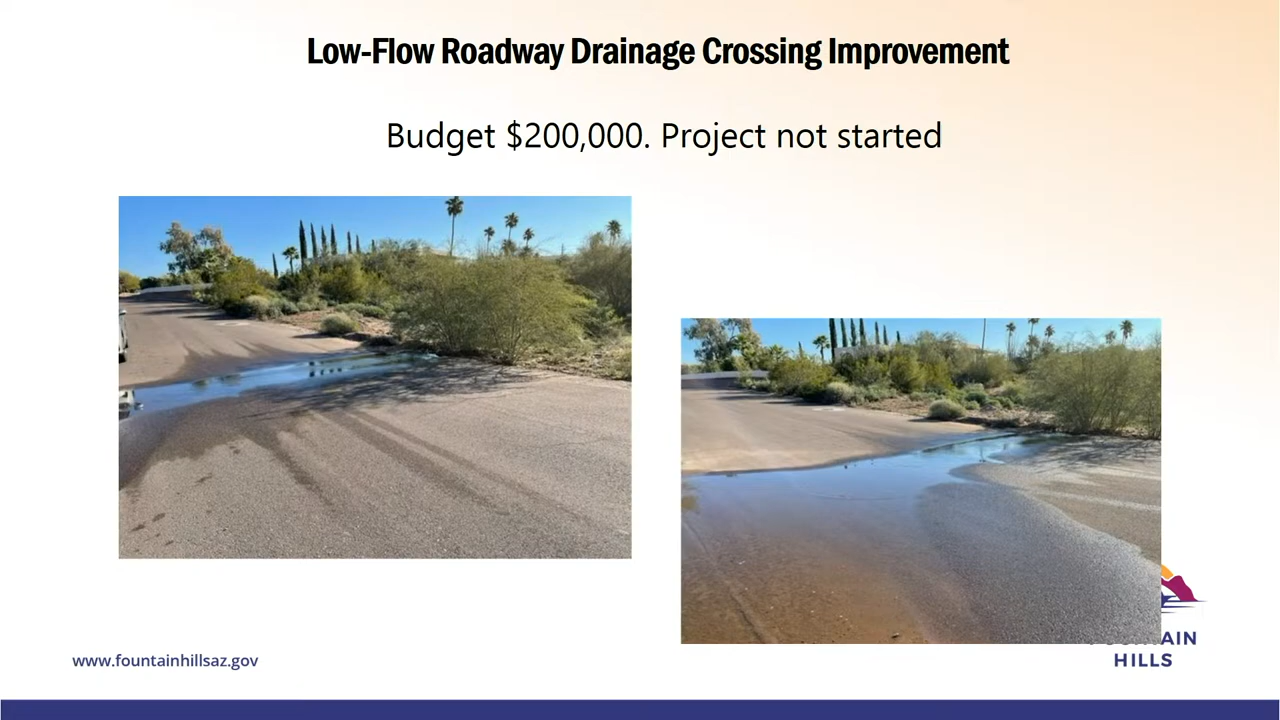 Low-Flow Roadway Drainage Crossing Improvement
Budget $200,000. Project not started
www.fountainhillsaz.gov
HILLS